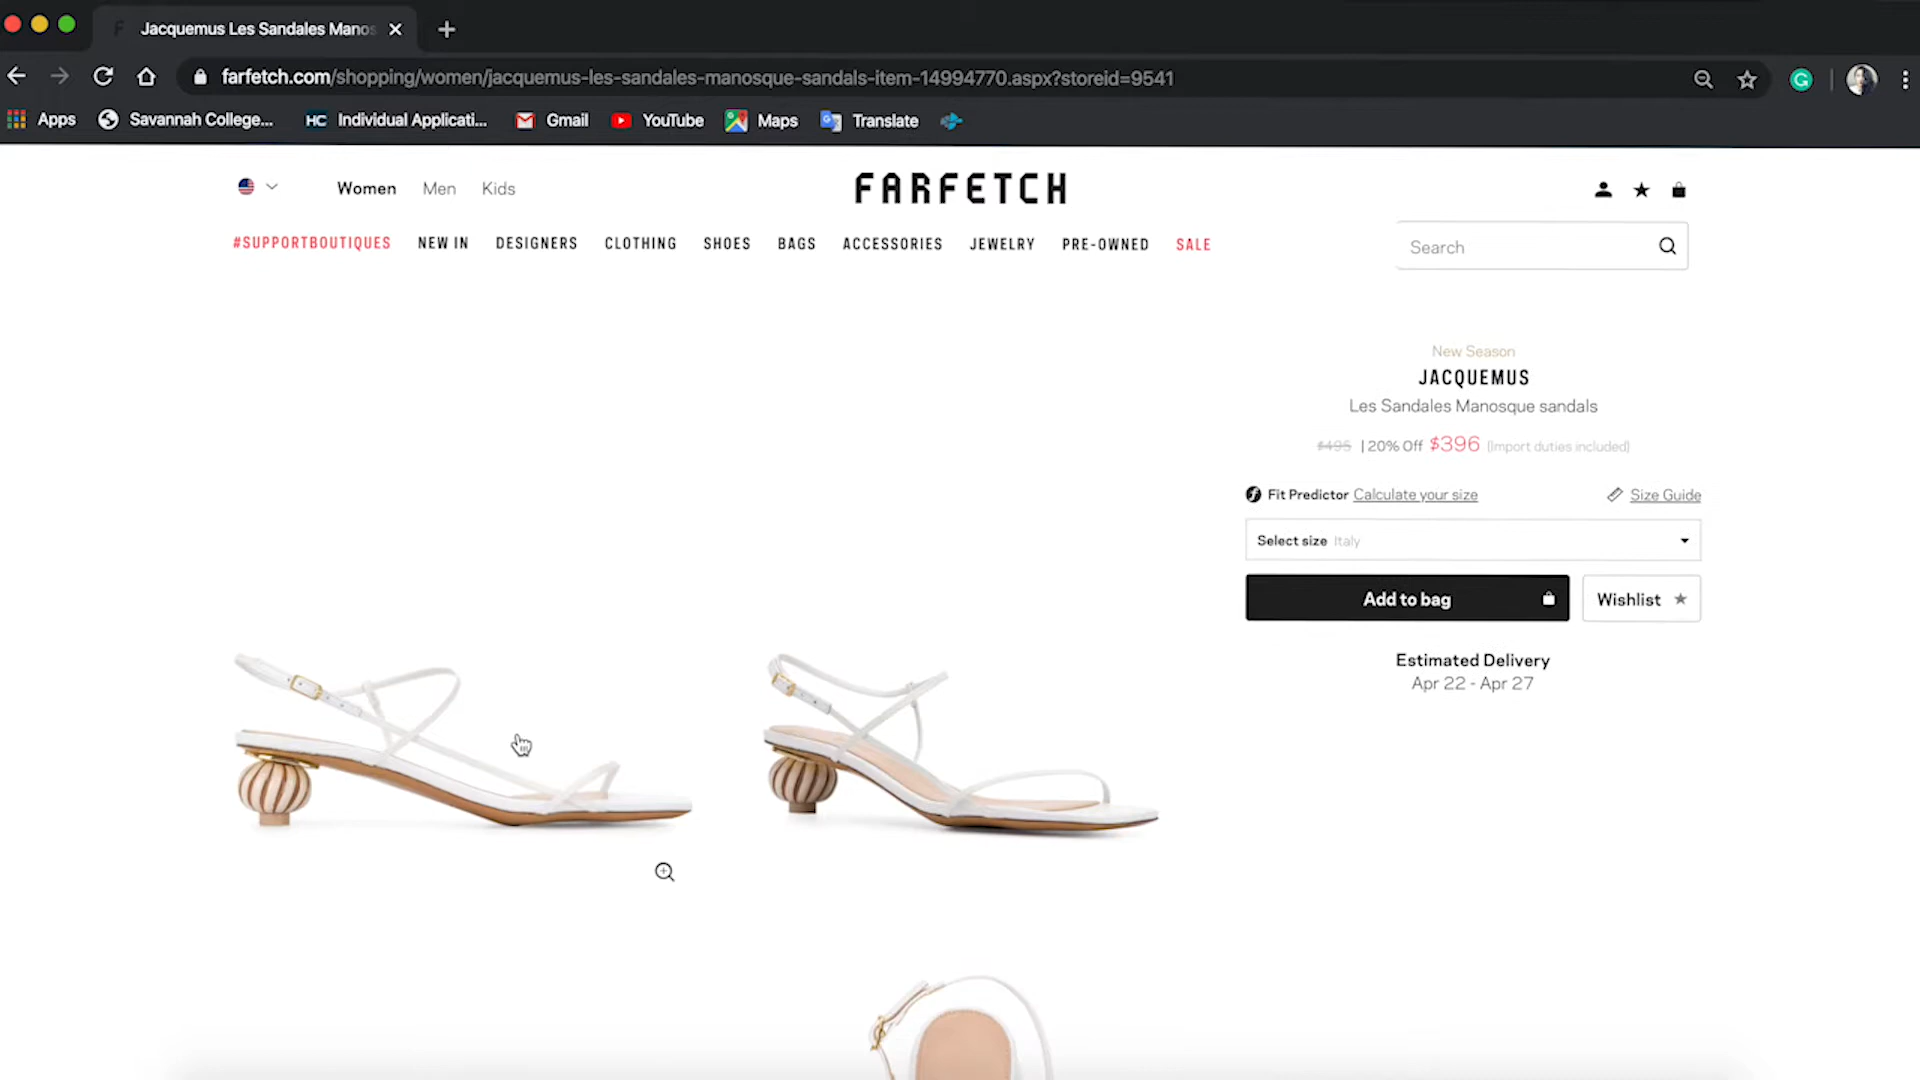 Jacquemus Les Sandales Manos
farfetch.com/shopping/women/jacquemus-les-sandales-manosque-sandals-item-14994770.aspx?storeid=9541
Apps Savannah College... HC Individual Applicati... Gmail YouTube Maps Translate
Women Men Kids
FARFETCH
#SUPPORTBOUTIQUES NEW IN DESIGNERS CLOTHING SHOES BAGS ACCESSORIES JEWELRY PRE-OWNED SALE
Search
New Season
JACQUEMUS
Les Sandales Manosque sandals
$495 | 20% Off $396 (Import duties included)
Fit Predictor Calculate your size Size Guide
Select size Italy
Add to bag
Wishlist
Estimated Delivery
Apr 22 - Apr 27